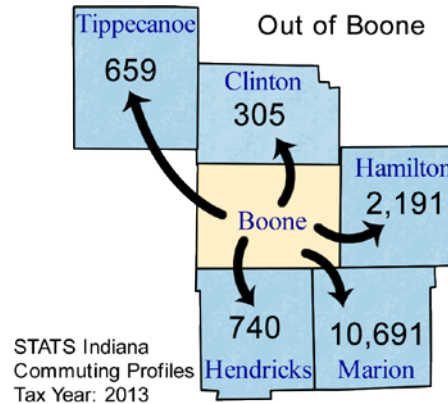 Tippecanoe
659
Out of Boone
Clinton
305
Hamilton
2,191
Boone
740
Hendricks
10,691
Marion
STATS Indiana
Commuting Profiles
Tax Year: 2013